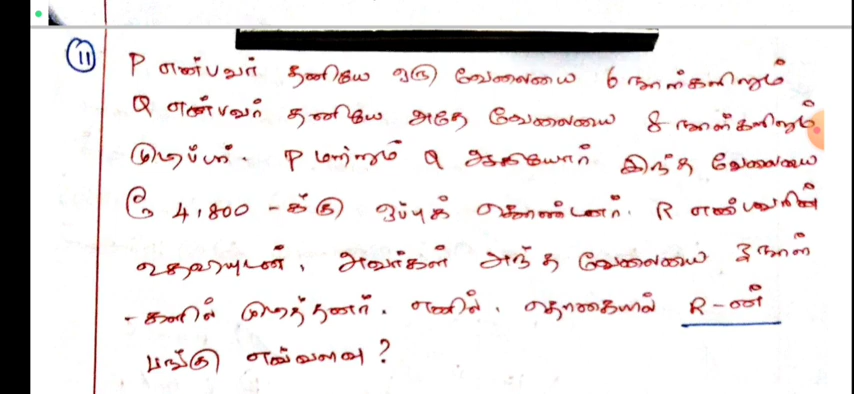 11
P என்பவர் தனியே ஒரு வேலையை 6 நாள்களிலும்
Q என்பவர் தனியே அதே வேலையை 8 நாள்களிலும்
முடிப்பர். P மற்றும் Q ஆகியோர் இந்த வேலையை
ரூ 4,800 -க்கு ஒப்புக் கொண்டனர். R என்பவரின்
உதவியுடன், அவர்கள் அந்த வேலையை 3 நாள்
-களில் முடித்தனர். எனில், தொகையில் R-ன்
பங்கு எவ்வளவு ?